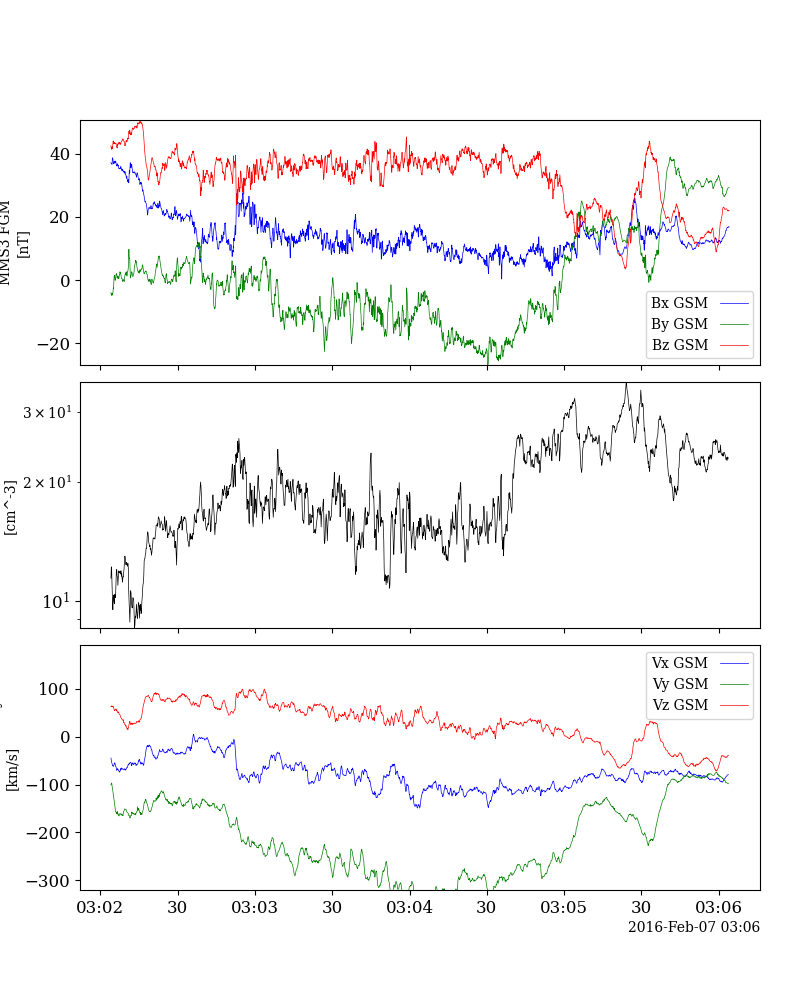 MMS3 FGM
[nT]
40
20
0
−20
Bx GSM
By GSM
Bz GSM
[cm^-3]
3 × 10¹
2 × 10¹
10¹
[km/s]
100
0
−100
−200
−300
Vx GSM
Vy GSM
Vz GSM
03:02 30 03:03 30 03:04 30 03:05 30 03:06
2016-Feb-07 03:06